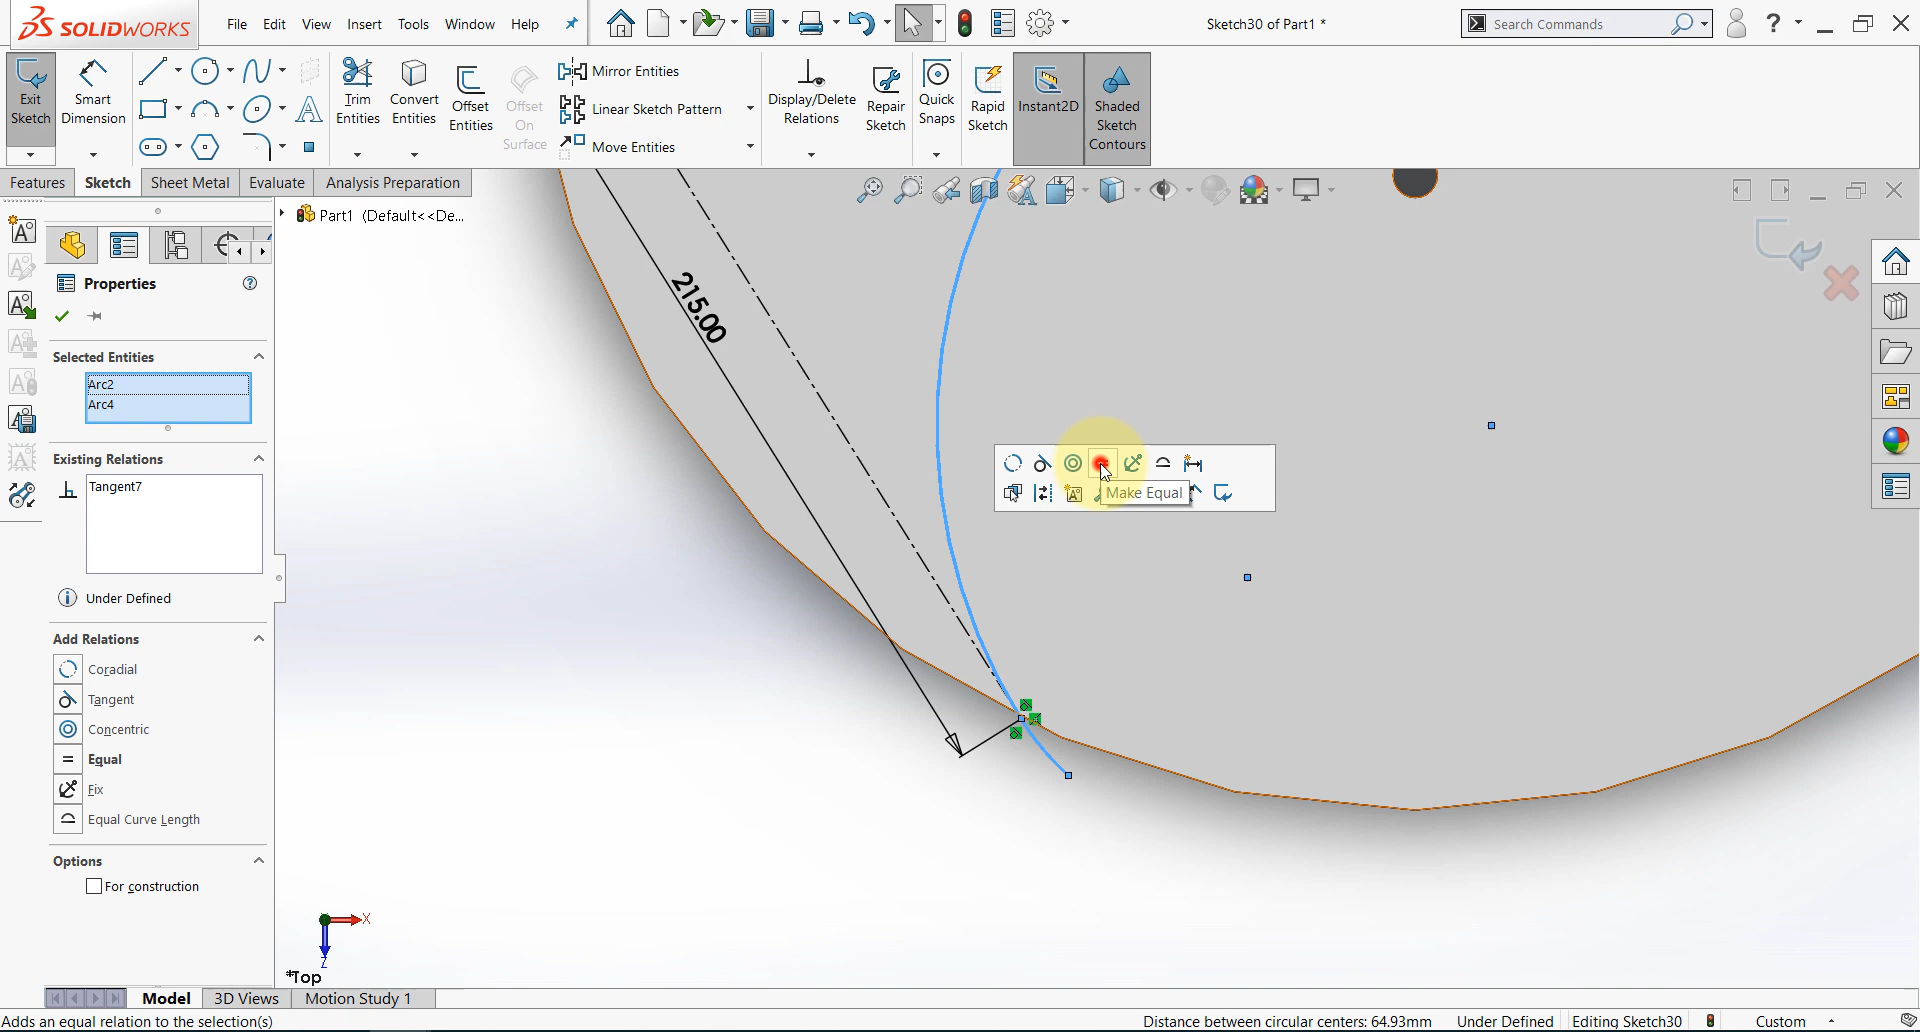 SOLIDWORKS
File Edit View Insert Tools Window Help
Sketch30 of Part1 *
Search Commands
Exit Sketch
Smart Dimension
Trim Entities
Convert Entities
Offset Entities
Offset On Surface
Mirror Entities
Linear Sketch Pattern
Move Entities
Display/Delete Relations
Repair Sketch
Quick Snaps
Rapid Sketch
Instant2D
Shaded Sketch Contours
Features Sketch Sheet Metal Evaluate Analysis Preparation
Part1 (Default<<De...
Properties
Selected Entities
Arc2
Arc4
Existing Relations
Tangent7
Under Defined
Add Relations
Coradial
Tangent
Concentric
Equal
Fix
Equal Curve Length
Options
For construction
215.00
Make Equal
X
Z
*Top
Model 3D Views Motion Study 1
Adds an equal relation to the selection(s)
Distance between circular centers: 64.93mm Under Defined Editing Sketch30 Custom